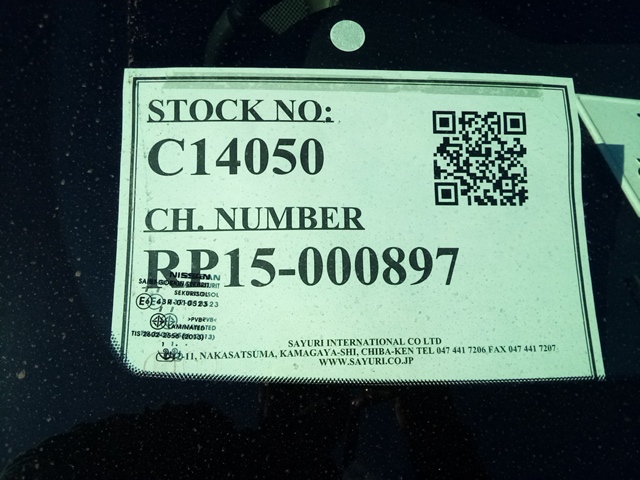 STOCK NO:
C14050
CH. NUMBER
RP15-000897
NISSAN
SEKURISOL
LAMINATED
SAYURI INTERNATIONAL CO LTD
NAKASATSUMA, KAMAGAYA-SHI, CHIBA-KEN TEL 047 441 7206 FAX 047 441 7207
WWW.SAYURI.CO.JP